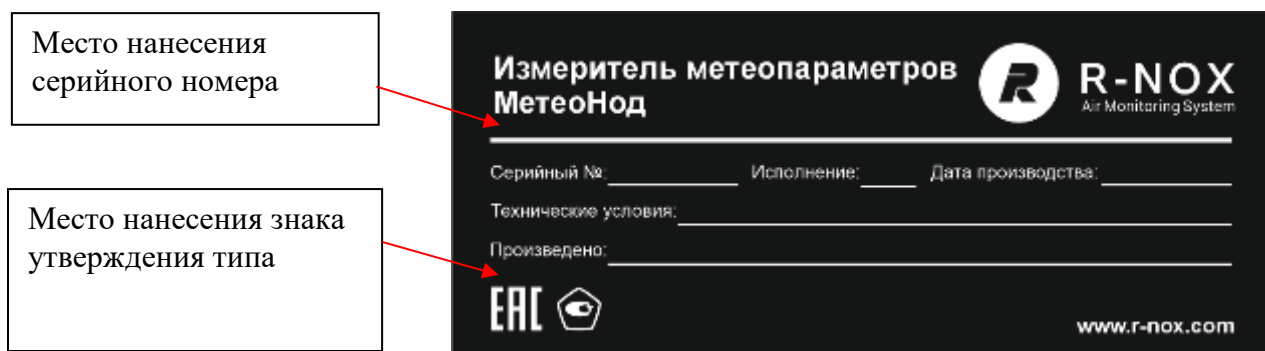 Место нанесения
серийного номера
Измеритель метеопараметров
МетеоНод
R-NOX
Air Monitoring System
Серийный №: Исполнение: Дата производства:
Место нанесения знака
утверждения типа
Технические условия:
Произведено:
EAC
www.r-nox.com